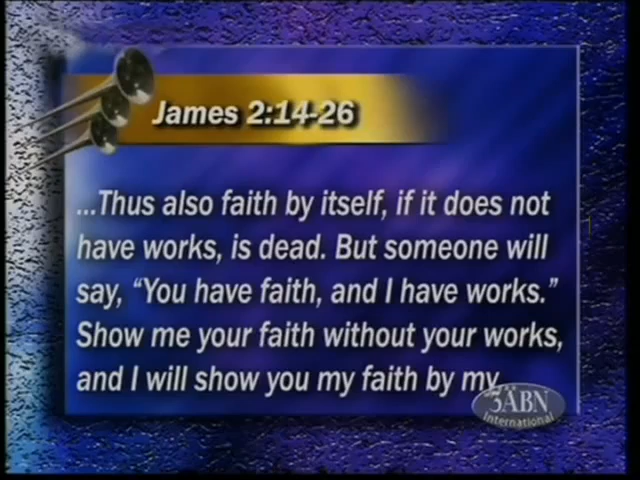 James 2:14-26
...Thus also faith by itself, if it does not
have works, is dead. But someone will
say, “You have faith, and I have works.”
Show me your faith without your works,
and I will show you my faith by my
3ABN
International